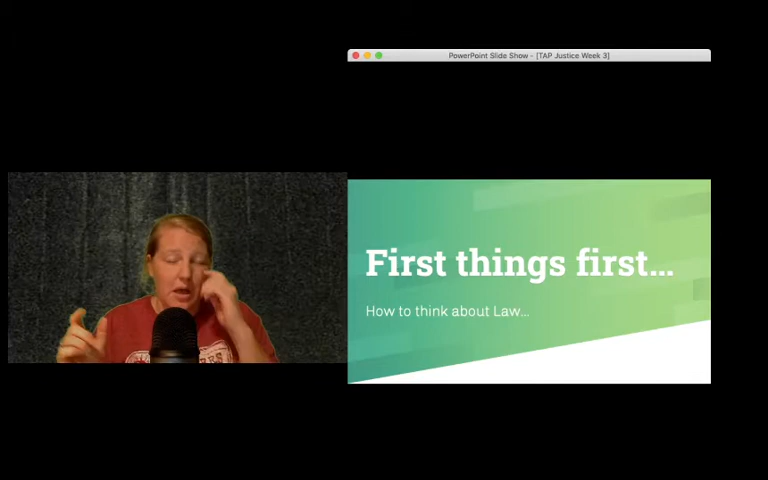 PowerPoint Slide Show - [TAP Justice Week 3]
First things first...
How to think about Law...